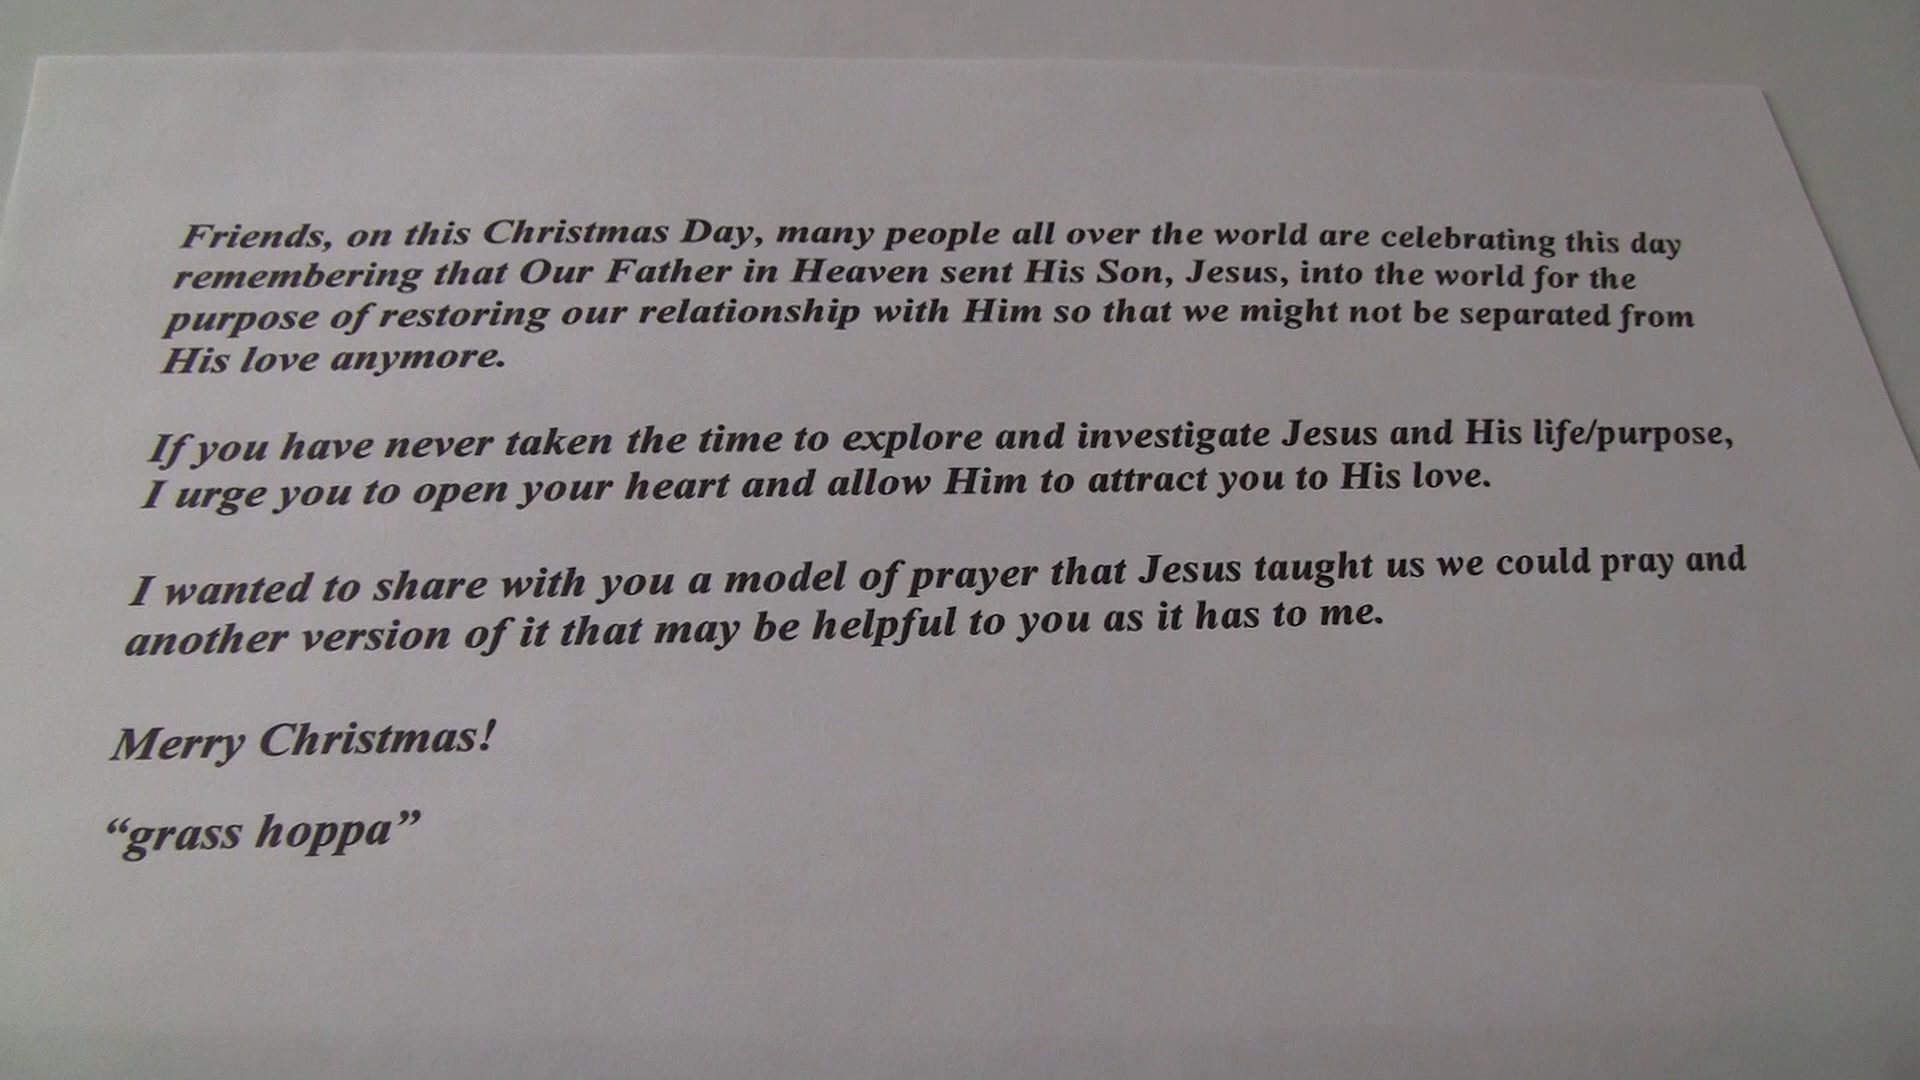 Friends, on this Christmas Day, many people all over the world are celebrating this day
remembering that Our Father in Heaven sent His Son, Jesus, into the world for the
purpose of restoring our relationship with Him so that we might not be separated from
His love anymore.
If you have never taken the time to explore and investigate Jesus and His life/purpose,
I urge you to open your heart and allow Him to attract you to His love.
I wanted to share with you a model of prayer that Jesus taught us we could pray and
another version of it that may be helpful to you as it has to me.
Merry Christmas!
“grass hoppa”